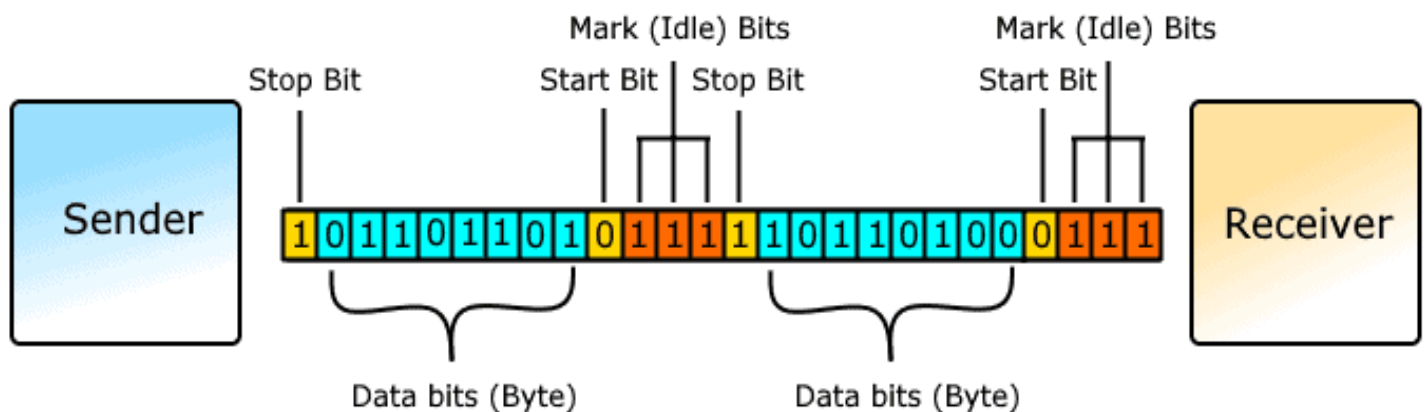 Mark (Idle) Bits
Mark (Idle) Bits
Stop Bit
Start Bit
Stop Bit
Start Bit
Sender
1 0 1 1 0 1 1 0 1 0 1 1 1 1 1 0 1 1 0 1 0 0 0 1 1 1
Receiver
Data bits (Byte)
Data bits (Byte)